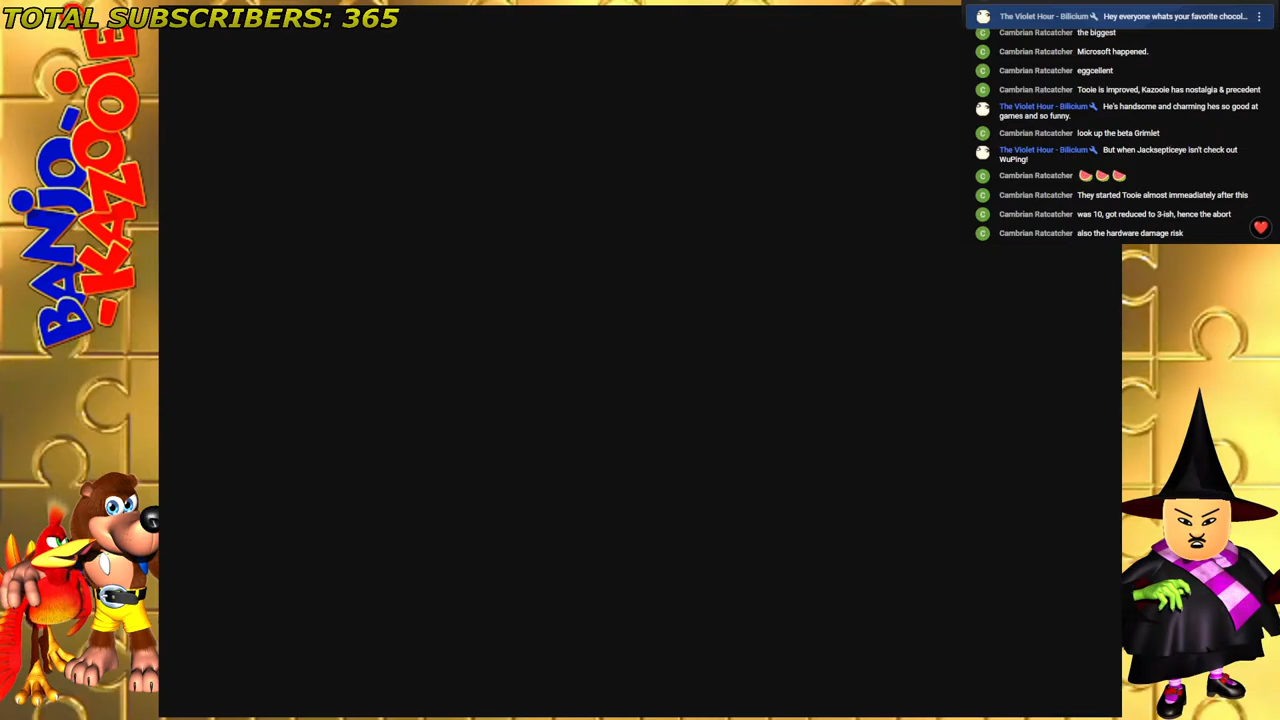 TOTAL SUBSCRIBERS: 365
BANJO-
KAZOOIE
The Violet Hour - Bilicium Hey everyone whats your favorite chocol...
Cambrian Ratcatcher the biggest
Cambrian Ratcatcher Microsoft happened.
Cambrian Ratcatcher eggcellent
Cambrian Ratcatcher Tooie is improved, Kazooie has nostalgia & precedent
The Violet Hour - Bilicium He's handsome and charming hes so good at
games and so funny.
Cambrian Ratcatcher look up the beta Grimlet
The Violet Hour - Bilicium But when Jacksepticeye isn't check out
WuPing!
Cambrian Ratcatcher 🍉🍉🍉
Cambrian Ratcatcher They started Tooie almost immeadiately after this
Cambrian Ratcatcher was 10, got reduced to 3-ish, hence the abort
Cambrian Ratcatcher also the hardware damage risk